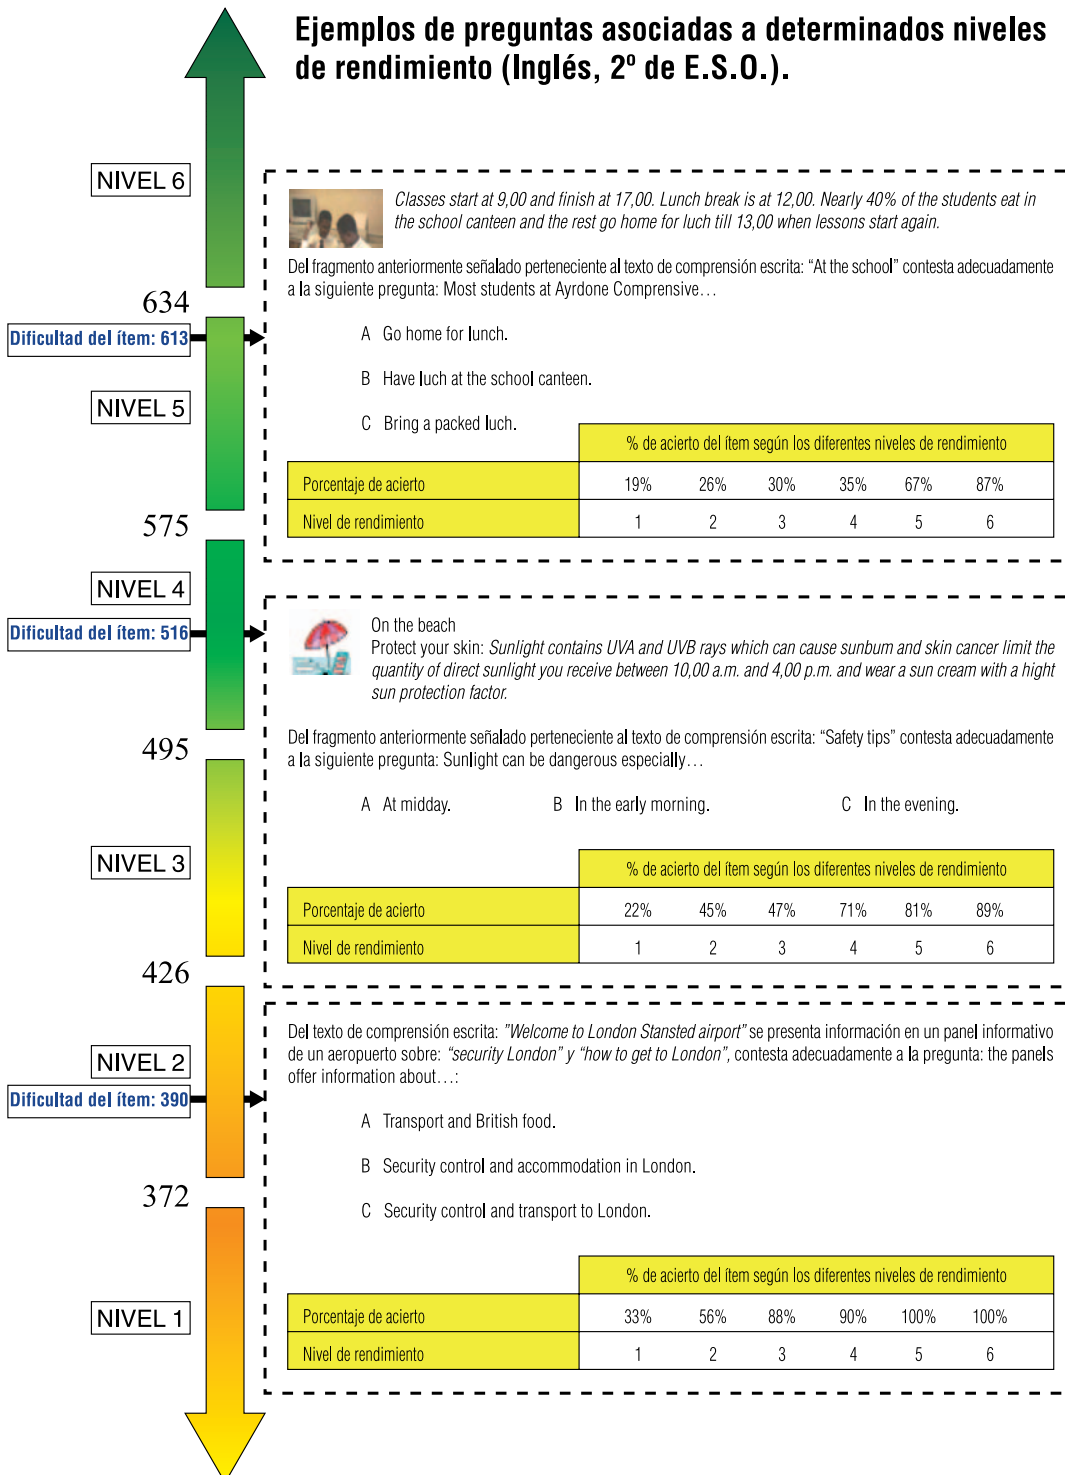 Ejemplos de preguntas asociadas a determinados niveles
de rendimiento (Inglés, 2º de E.S.O.).
NIVEL 6
Classes start at 9,00 and finish at 17,00. Lunch break is at 12,00. Nearly 40% of the students eat in
the school canteen and the rest go home for luch till 13,00 when lessons start again.
Del fragmento anteriormente señalado perteneciente al texto de comprensión escrita: “At the school” contesta adecuadamente
a la siguiente pregunta: Most students at Ayrdone Comprensive…
634
Dificultad del ítem: 613
A Go home for lunch.
B Have luch at the school canteen.
NIVEL 5
C Bring a packed luch.
% de acierto del ítem según los diferentes niveles de rendimiento
Porcentaje de acierto 19% 26% 30% 35% 67% 87%
Nivel de rendimiento 1 2 3 4 5 6
575
NIVEL 4
Dificultad del ítem: 516
On the beach
Protect your skin: Sunlight contains UVA and UVB rays which can cause sunbum and skin cancer limit the
quantity of direct sunlight you receive between 10,00 a.m. and 4,00 p.m. and wear a sun cream with a hight
sun protection factor.
Del fragmento anteriormente señalado perteneciente al texto de comprensión escrita: “Safety tips” contesta adecuadamente
a la siguiente pregunta: Sunlight can be dangerous especially…
495
A At midday. B In the early morning. C In the evening.
NIVEL 3
% de acierto del ítem según los diferentes niveles de rendimiento
Porcentaje de acierto 22% 45% 47% 71% 81% 89%
Nivel de rendimiento 1 2 3 4 5 6
426
Del texto de comprensión escrita: ”Welcome to London Stansted airport” se presenta información en un panel informativo
de un aeropuerto sobre: “security London” y “how to get to London”, contesta adecuadamente a la pregunta: the panels
offer information about…:
NIVEL 2
Dificultad del ítem: 390
A Transport and British food.
B Security control and accommodation in London.
C Security control and transport to London.
372
% de acierto del ítem según los diferentes niveles de rendimiento
NIVEL 1
Porcentaje de acierto 33% 56% 88% 90% 100% 100%
Nivel de rendimiento 1 2 3 4 5 6